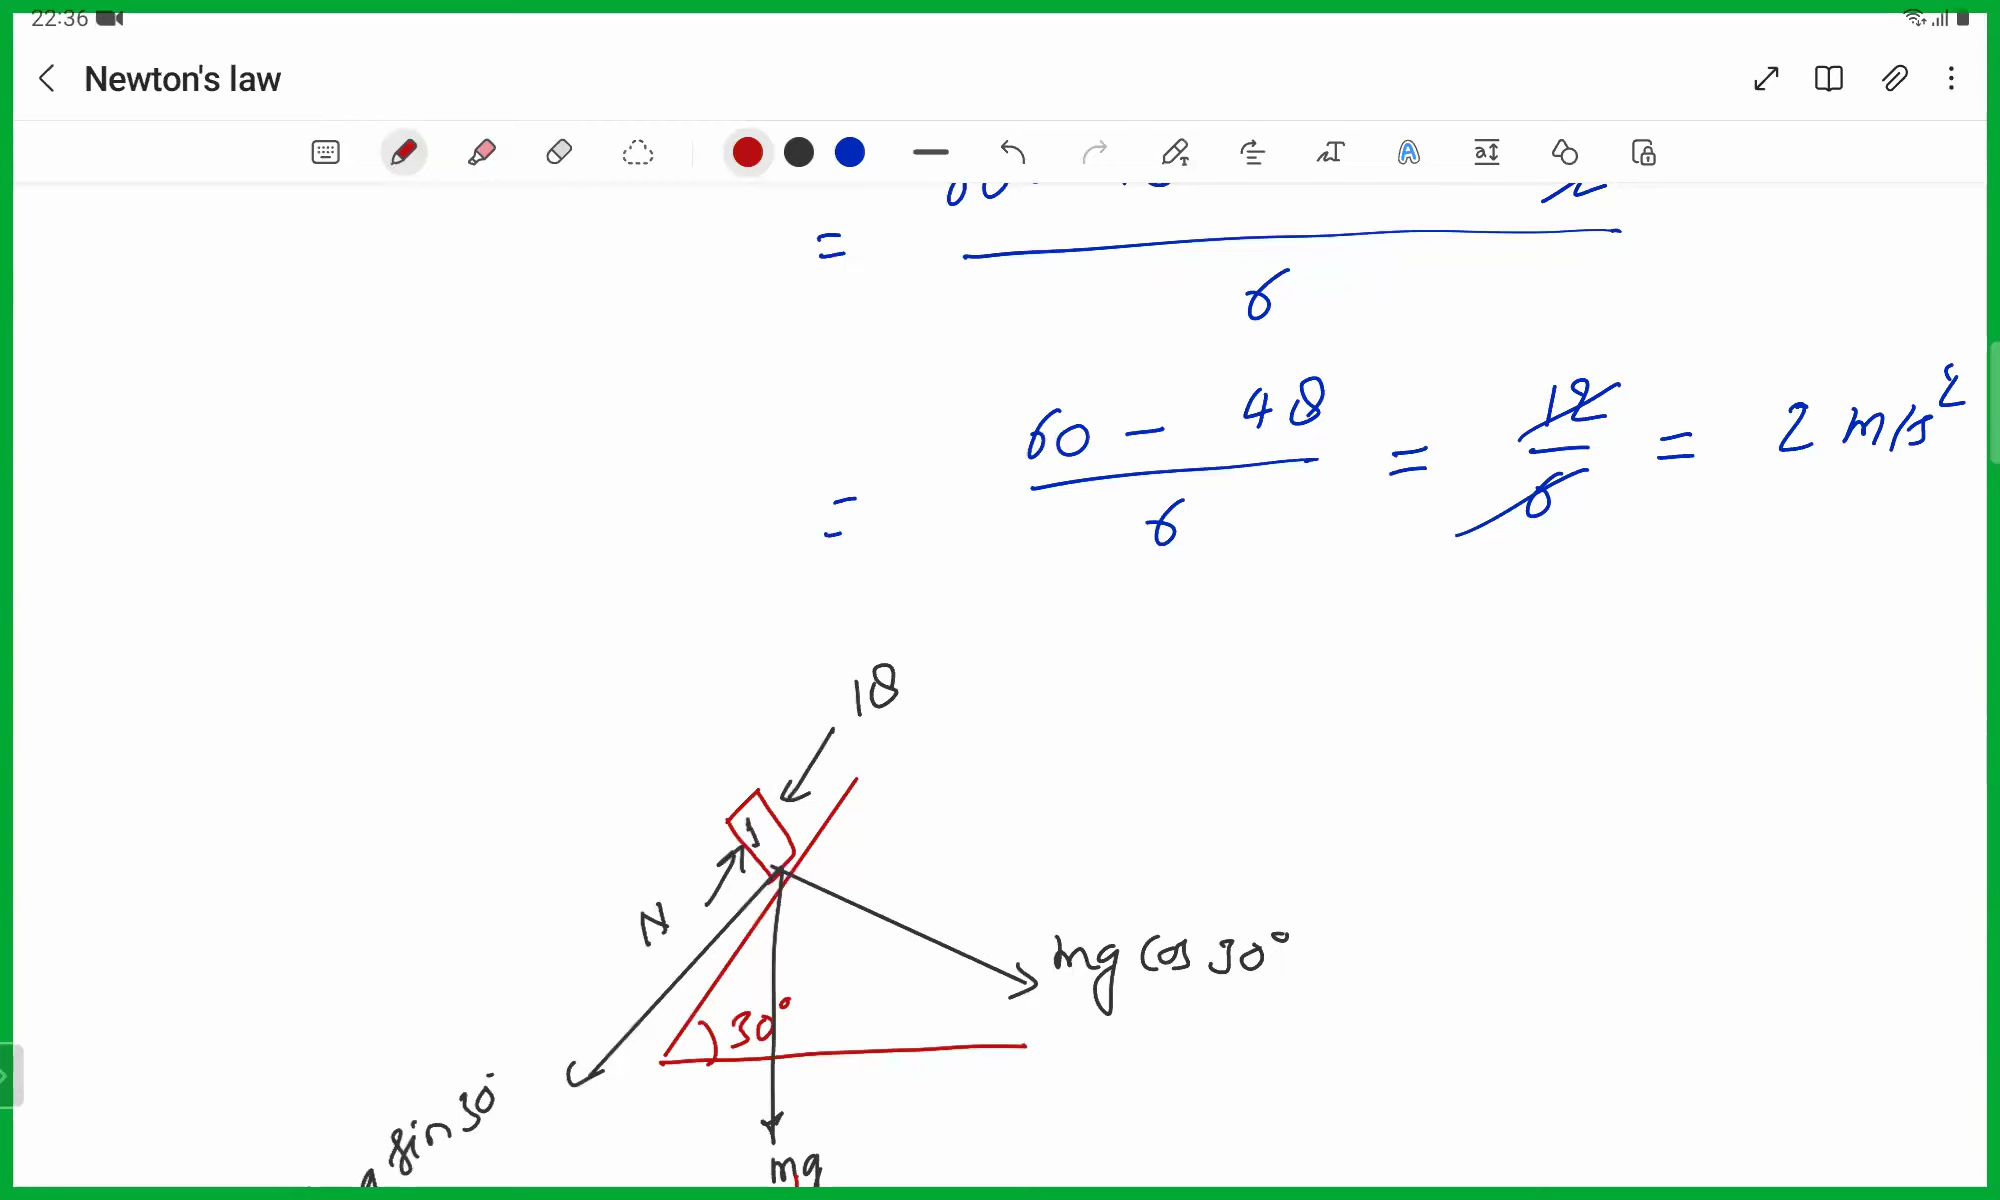 22:36
Newton's law
=
6
= 60 - 48 / 6 = 12 / 6 = 2 m/s²
18
1
N
mg cos 30°
30°
sin 30°
mg